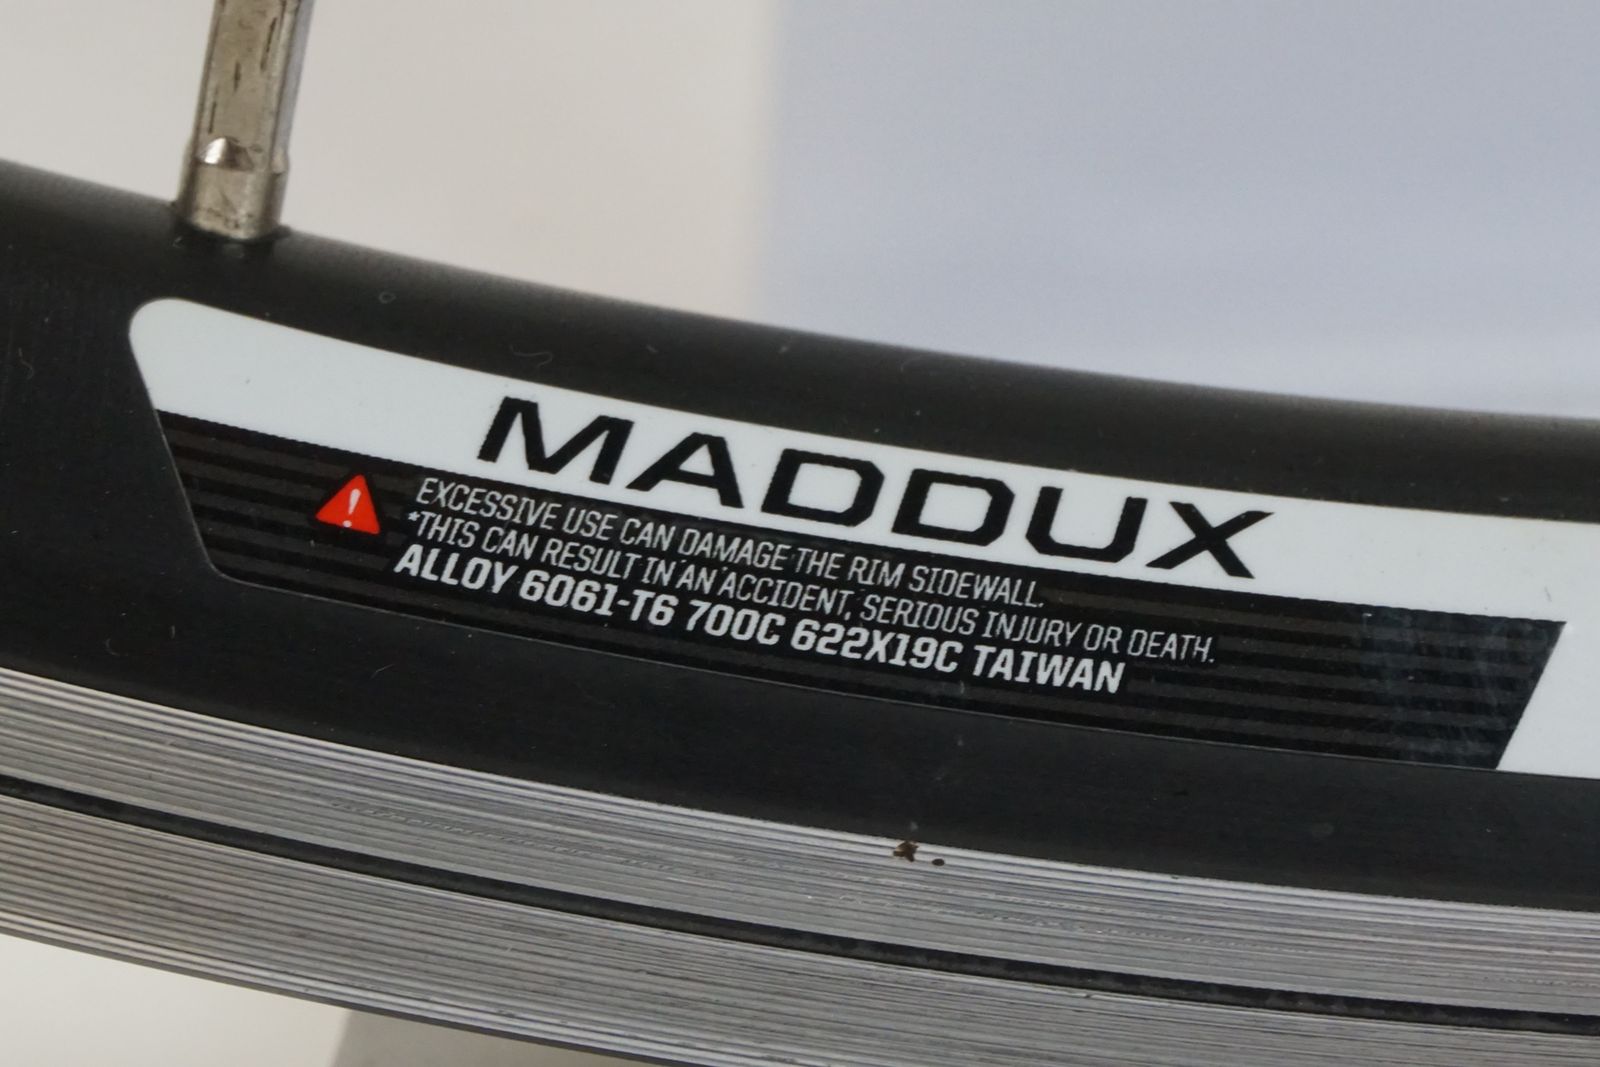 MADDUX
EXCESSIVE USE CAN DAMAGE THE RIM SIDEWALL.
*THIS CAN RESULT IN AN ACCIDENT, SERIOUS INJURY OR DEATH.
ALLOY 6061-T6 700C 622X19C TAIWAN